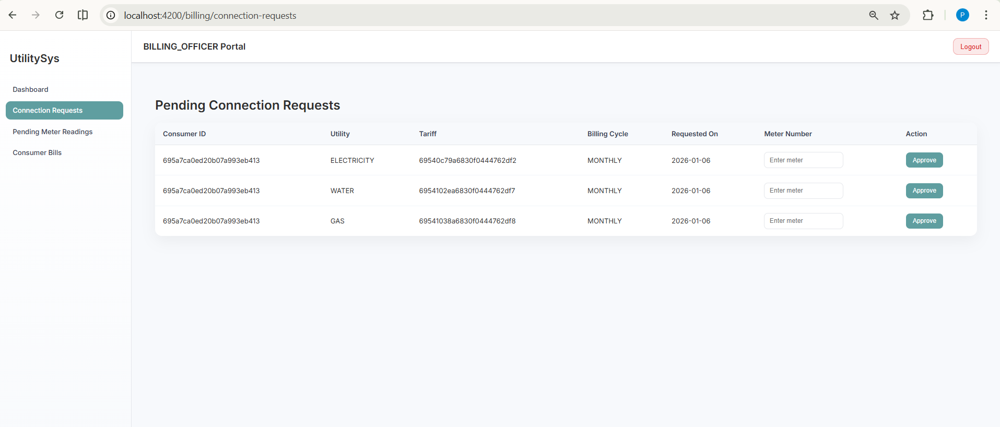 localhost:4200/billing/connection-requests
P
UtilitySys
BILLING_OFFICER Portal
Logout
Dashboard
Connection Requests
Pending Meter Readings
Consumer Bills
Pending Connection Requests
Consumer ID Utility Tariff Billing Cycle Requested On Meter Number Action
695a7ca0ed20b07a993eb413 ELECTRICITY 69540c79a6830f0444762df2 MONTHLY 2026-01-06 Enter meter Approve
695a7ca0ed20b07a993eb413 WATER 6954102ea6830f0444762df7 MONTHLY 2026-01-06 Enter meter Approve
695a7ca0ed20b07a993eb413 GAS 69541038a6830f0444762df8 MONTHLY 2026-01-06 Enter meter Approve